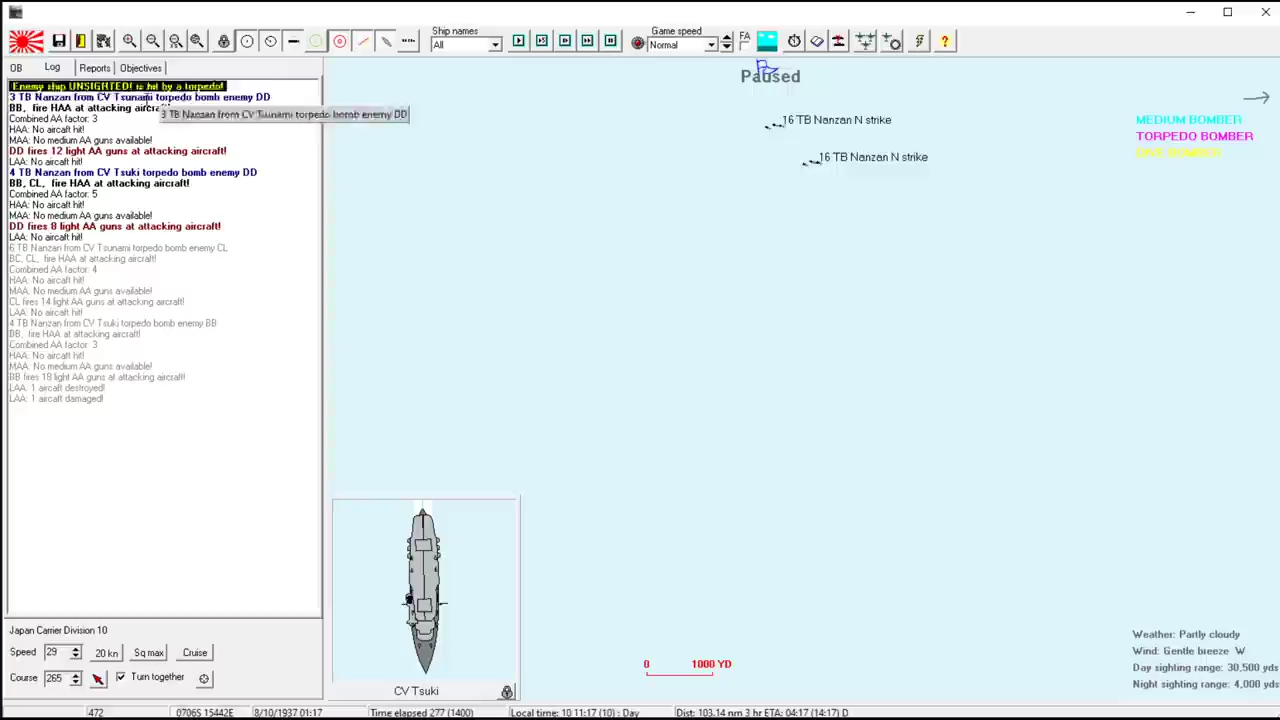 Ship names
Game speed
All
FA
Normal
OB
Log
Reports
Objectives
Enemy ship UNSIGHTED! is hit by a torpedo!
3 TB Nanzan from CV Tsunami torpedo bomb enemy DD
BB, fire HAA at attacking aircraft!
3 TB Nanzan from CV Tsunami torpedo bomb enemy DD
Combined AA factor: 3
HAA: No aircaft hit!
MAA: No medium AA guns available!
DD fires 12 light AA guns at attacking aircraft!
LAA: No aircaft hit!
4 TB Nanzan from CV Tsuki torpedo bomb enemy DD
BB, CL, fire HAA at attacking aircraft!
Combined AA factor: 5
HAA: No aircaft hit!
MAA: No medium AA guns available!
DD fires 8 light AA guns at attacking aircraft!
LAA: No aircaft hit!
6 TB Nanzan from CV Tsunami torpedo bomb enemy CL
BC, CL, fire HAA at attacking aircraft!
Combined AA factor: 4
HAA: No aircaft hit!
MAA: No medium AA guns available!
CL fires 14 light AA guns at attacking aircraft!
LAA: No aircaft hit!
4 TB Nanzan from CV Tsuki torpedo bomb enemy BB
BB, fire HAA at attacking aircraft!
Combined AA factor: 3
HAA: No aircaft hit!
MAA: No medium AA guns available!
BB fires 18 light AA guns at attacking aircraft!
LAA: 1 aircaft destroyed!
LAA: 1 aircaft damaged!
Paused
16 TB Nanzan N strike
16 TB Nanzan N strike
MEDIUM BOMBER
TORPEDO BOMBER
DIVE BOMBER
Japan Carrier Division 10
Speed 29 20 kn Sq max Cruise
Course 265 Turn together
CV Tsuki
0 1000 YD
Weather: Partly cloudy
Wind: Gentle breeze W
Day sighting range: 30,500 yds
Night sighting range: 4,000 yds
472 0706S 15442E 8/10/1937 01:17 Time elapsed 277 (1400) Local time: 10 11:17 (10) : Day Dist: 103.14 nm 3 hr ETA: 04:17 (14:17) D